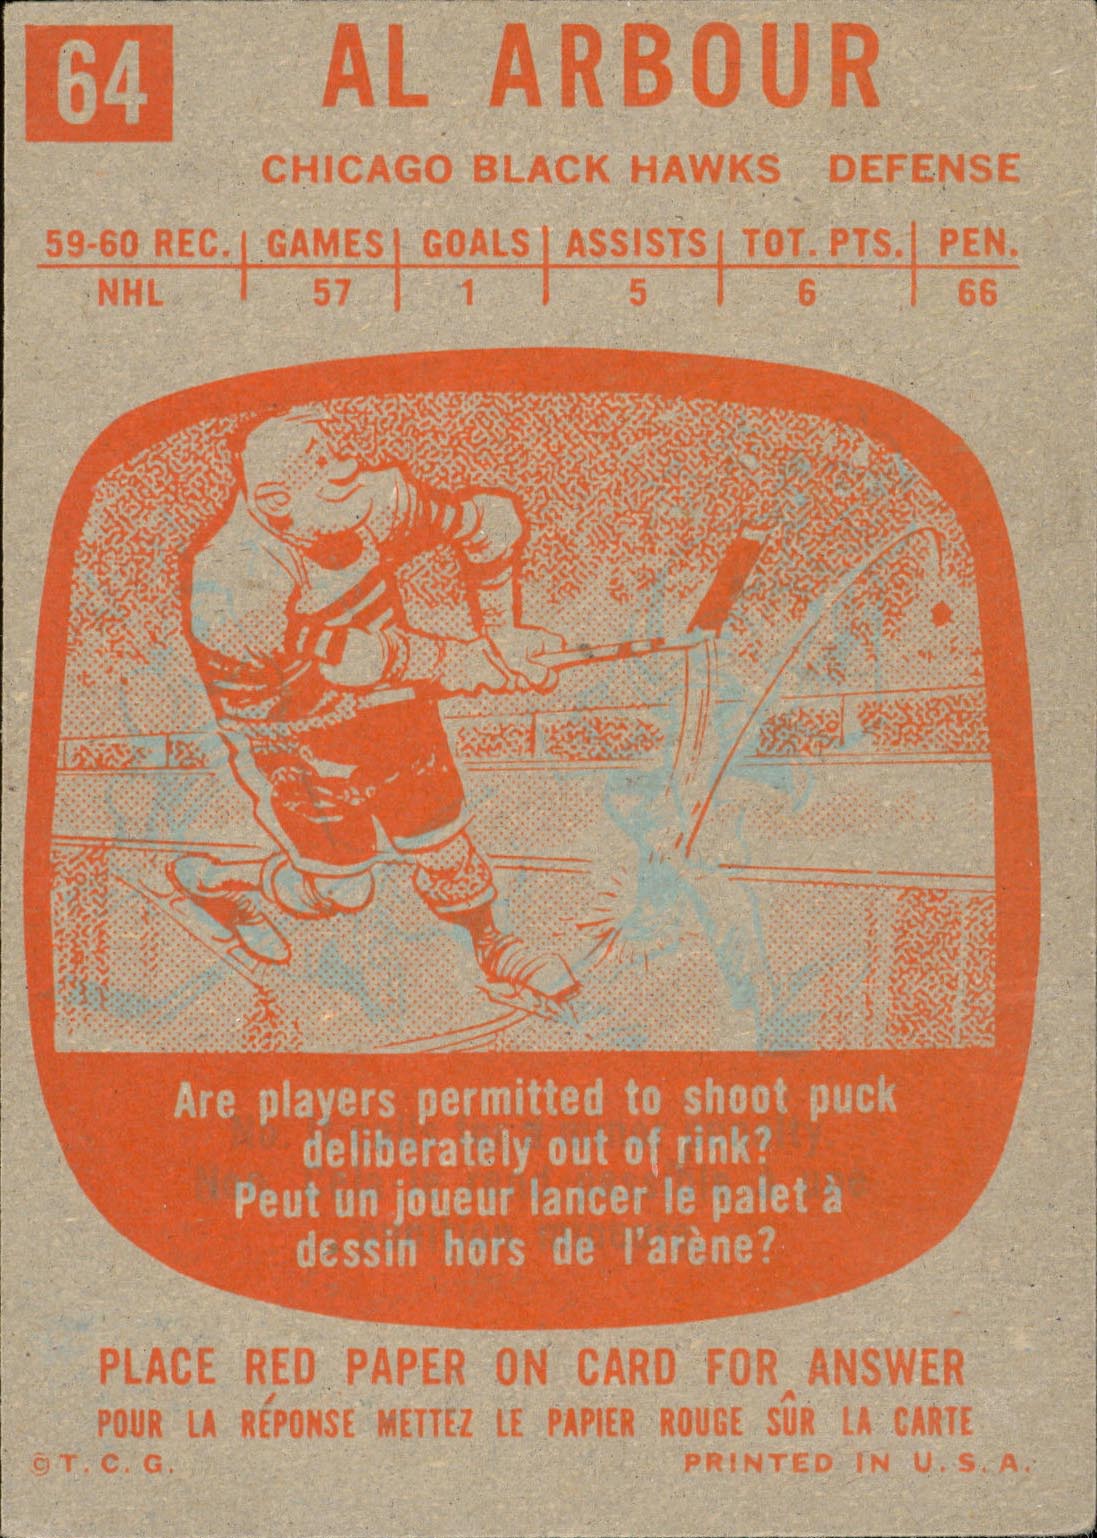 64
AL ARBOUR
CHICAGO BLACK HAWKS DEFENSE
59-60 REC. GAMES GOALS ASSISTS TOT. PTS. PEN.
NHL 57 1 5 6 66
Are players permitted to shoot puck
deliberately out of rink?
Peut un joueur lancer le palet à
dessin hors de l'arène?
PLACE RED PAPER ON CARD FOR ANSWER
POUR LA RÉPONSE METTEZ LE PAPIER ROUGE SÛR LA CARTE
© T. C. G. PRINTED IN U. S. A.